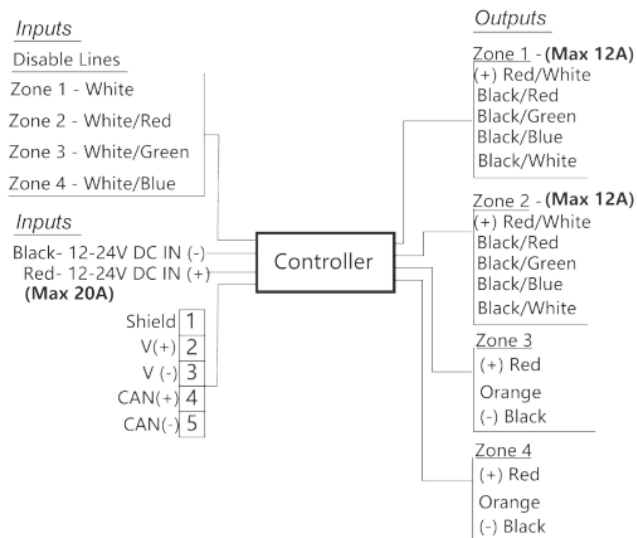 Inputs
Disable Lines
Zone 1 - White
Zone 2 - White/Red
Zone 3 - White/Green
Zone 4 - White/Blue
Inputs
Black- 12-24V DC IN (-)
Red- 12-24V DC IN (+)
(Max 20A)
Shield 1
V(+) 2
V (-) 3
CAN(+) 4
CAN(-) 5
Controller
Outputs
Zone 1 - (Max 12A)
(+) Red/White
Black/Red
Black/Green
Black/Blue
Black/White
Zone 2 - (Max 12A)
(+) Red/White
Black/Red
Black/Green
Black/Blue
Black/White
Zone 3
(+) Red
Orange
(-) Black
Zone 4
(+) Red
Orange
(-) Black